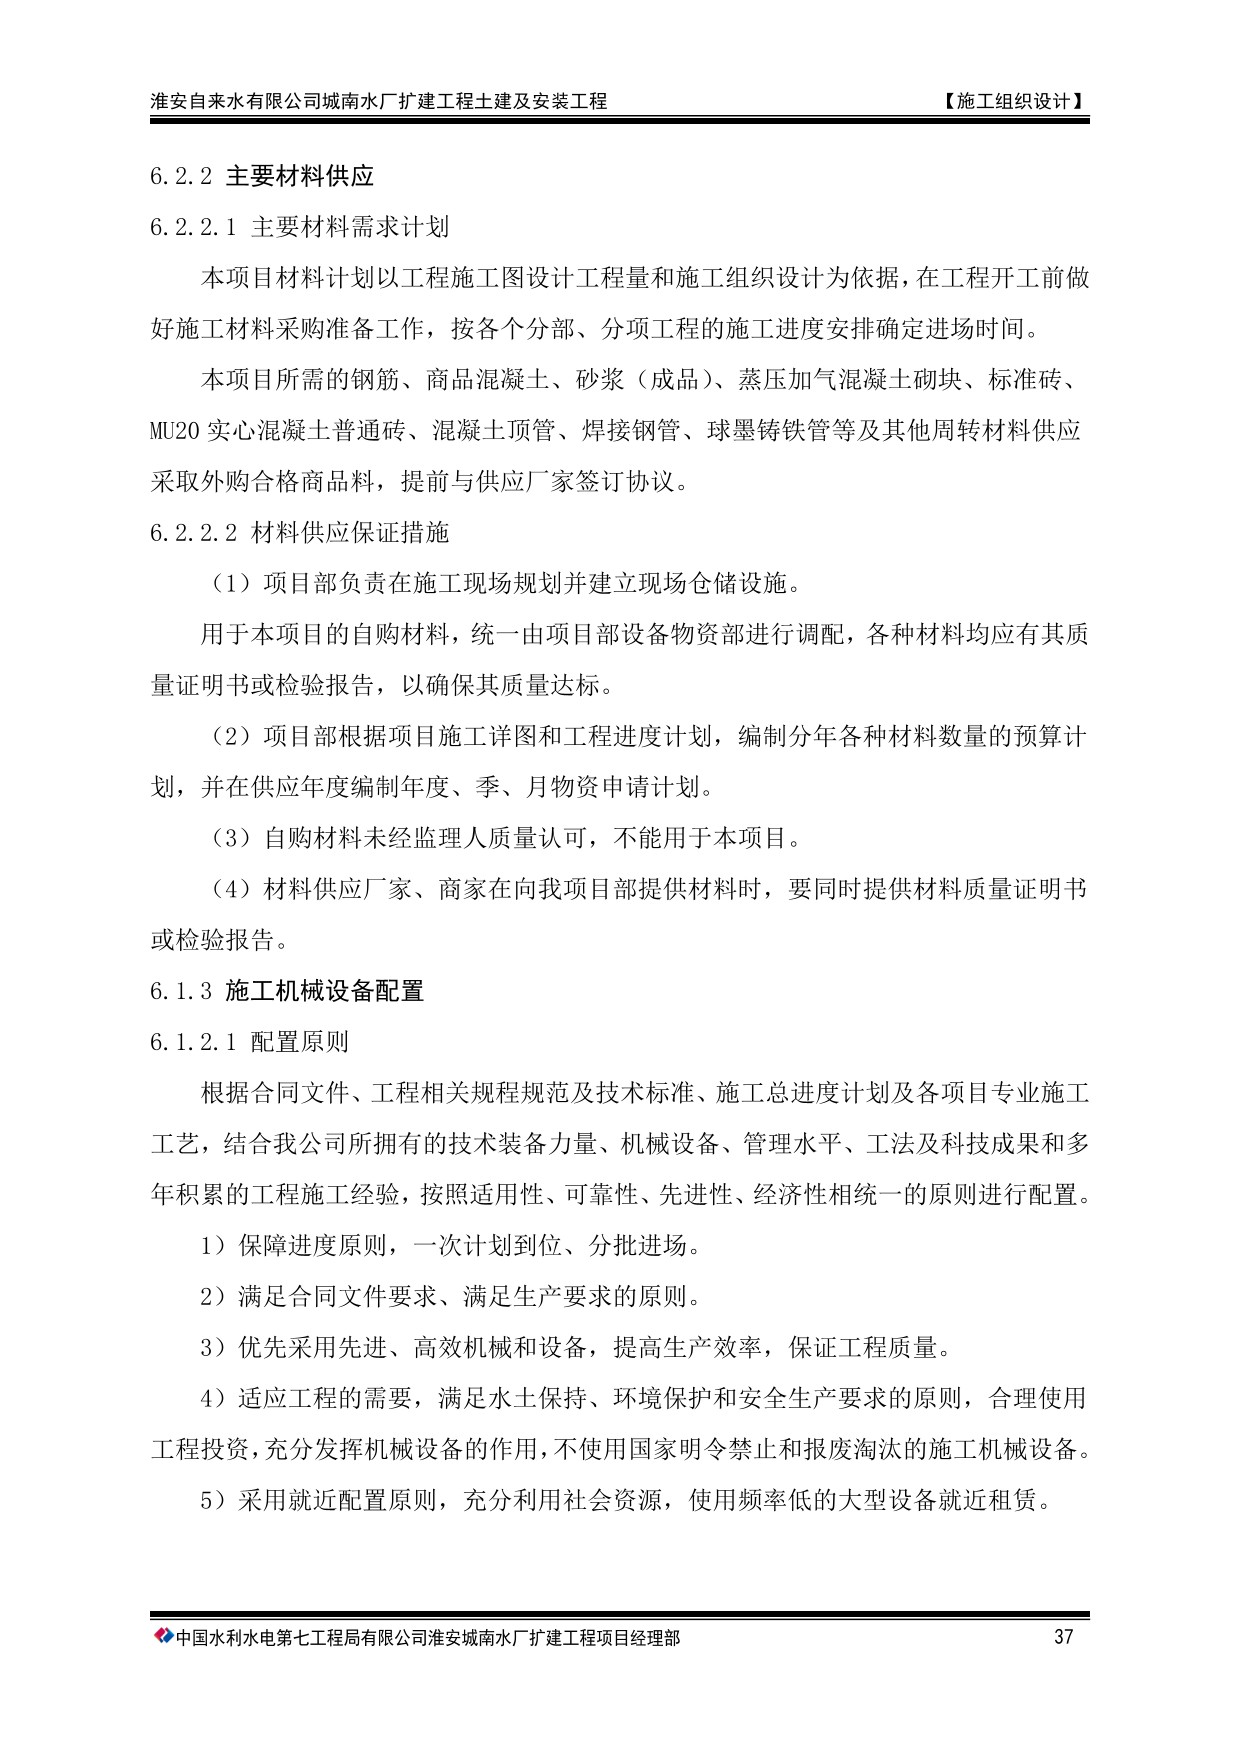 淮安自来水有限公司城南水厂扩建工程土建及安装工程 【施工组织设计】
6.2.2 主要材料供应
6.2.2.1 主要材料需求计划
本项目材料计划以工程施工图设计工程量和施工组织设计为依据，在工程开工前做
好施工材料采购准备工作，按各个分部、分项工程的施工进度安排确定进场时间。
本项目所需的钢筋、商品混凝土、砂浆（成品）、蒸压加气混凝土砌块、标准砖、
MU20 实心混凝土普通砖、混凝土顶管、焊接钢管、球墨铸铁管等及其他周转材料供应
采取外购合格商品料，提前与供应厂家签订协议。
6.2.2.2 材料供应保证措施
（1）项目部负责在施工现场规划并建立现场仓储设施。
用于本项目的自购材料，统一由项目部设备物资部进行调配，各种材料均应有其质
量证明书或检验报告，以确保其质量达标。
（2）项目部根据项目施工详图和工程进度计划，编制分年各种材料数量的预算计
划，并在供应年度编制年度、季、月物资申请计划。
（3）自购材料未经监理人质量认可，不能用于本项目。
（4）材料供应厂家、商家在向我项目部提供材料时，要同时提供材料质量证明书
或检验报告。
6.1.3 施工机械设备配置
6.1.2.1 配置原则
根据合同文件、工程相关规程规范及技术标准、施工总进度计划及各项目专业施工
工艺，结合我公司所拥有的技术装备力量、机械设备、管理水平、工法及科技成果和多
年积累的工程施工经验，按照适用性、可靠性、先进性、经济性相统一的原则进行配置。
1）保障进度原则，一次计划到位、分批进场。
2）满足合同文件要求、满足生产要求的原则。
3）优先采用先进、高效机械和设备，提高生产效率，保证工程质量。
4）适应工程的需要，满足水土保持、环境保护和安全生产要求的原则，合理使用
工程投资，充分发挥机械设备的作用，不使用国家明令禁止和报废淘汰的施工机械设备。
5）采用就近配置原则，充分利用社会资源，使用频率低的大型设备就近租赁。
中国水利水电第七工程局有限公司淮安城南水厂扩建工程项目经理部 37